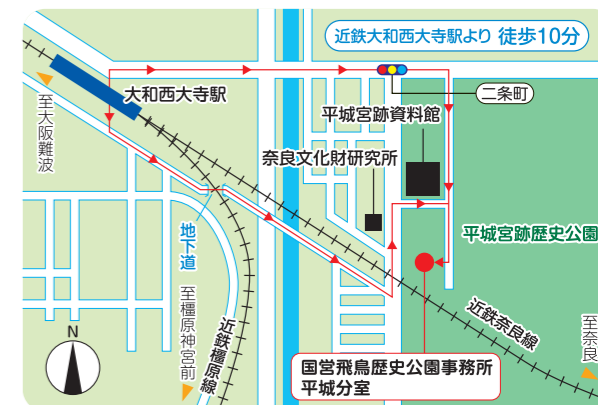 近鉄大和西大寺駅より 徒歩10分
大和西大寺駅
二条町
至大阪難波
平城宮跡資料館
奈良文化財研究所
地下道
平城宮跡歴史公園
至橿原神宮前
近鉄橿原線
近鉄奈良線
至奈良
N
国営飛鳥歴史公園事務所
平城分室